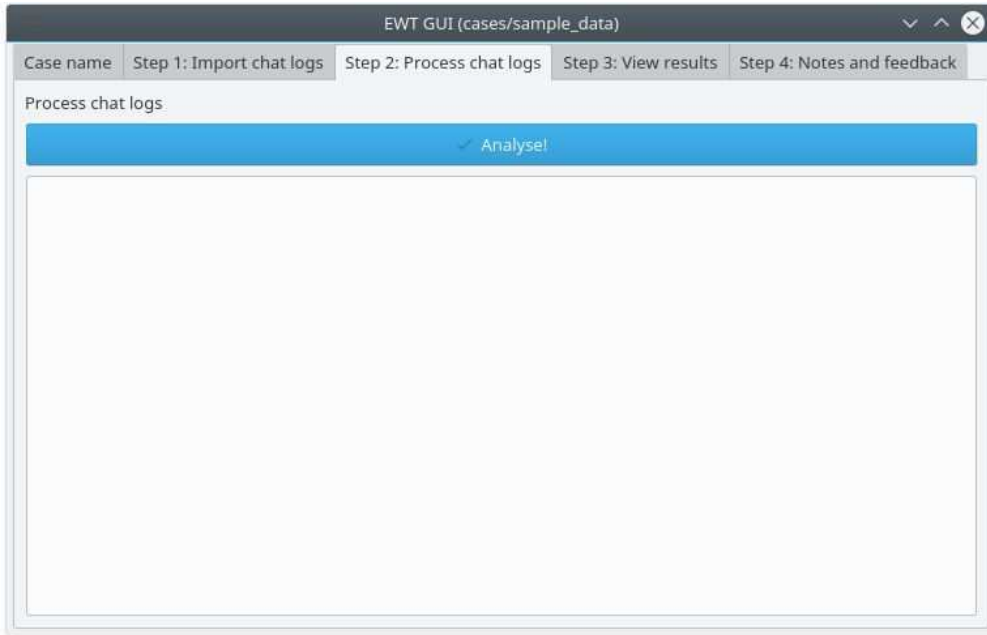 EWT GUI (cases/sample_data)
Case name Step 1: Import chat logs Step 2: Process chat logs Step 3: View results Step 4: Notes and feedback
Process chat logs
Analyse!